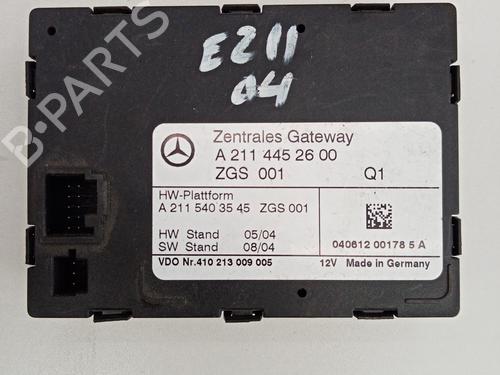 B-PARTS
E211
04
Zentrales Gateway
A 211 445 26 00
ZGS 001 Q1
HW-Plattform
A 211 540 35 45 ZGS 001
HW Stand 05/04
SW Stand 08/04
040812 00178 5 A
VDO Nr.410 213 009 005 12V Made in Germany